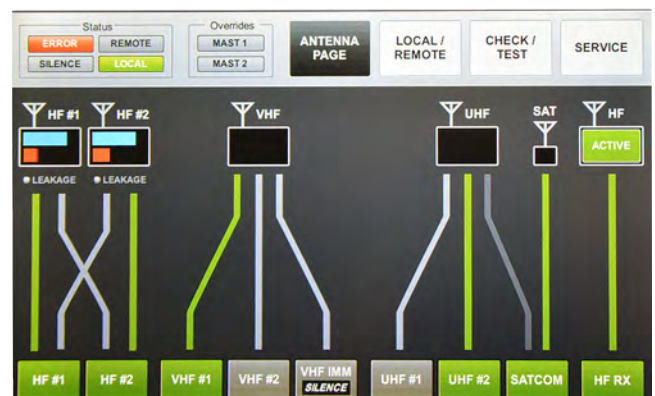 Status
Overrides
ERROR
REMOTE
SILENCE
LOCAL
MAST 1
MAST 2
ANTENNA
PAGE
LOCAL /
REMOTE
CHECK /
TEST
SERVICE
HF #1
HF #2
VHF
UHF
SAT
HF
ACTIVE
LEAKAGE
LEAKAGE
HF #1
HF #2
VHF #1
VHF #2
VHF IMM
SILENCE
UHF #1
UHF #2
SATCOM
HF RX